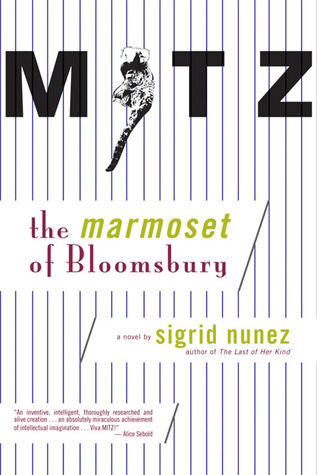 MITZ
the marmoset
of Bloomsbury
a novel by sigrid nunez
author of The Last of Her Kind
"An inventive, intelligent, thoroughly researched and
alive creation . . . an absolutely miraculous achievement
of intellectual imagination . . . Viva MITZ!"
— Alice Sebold